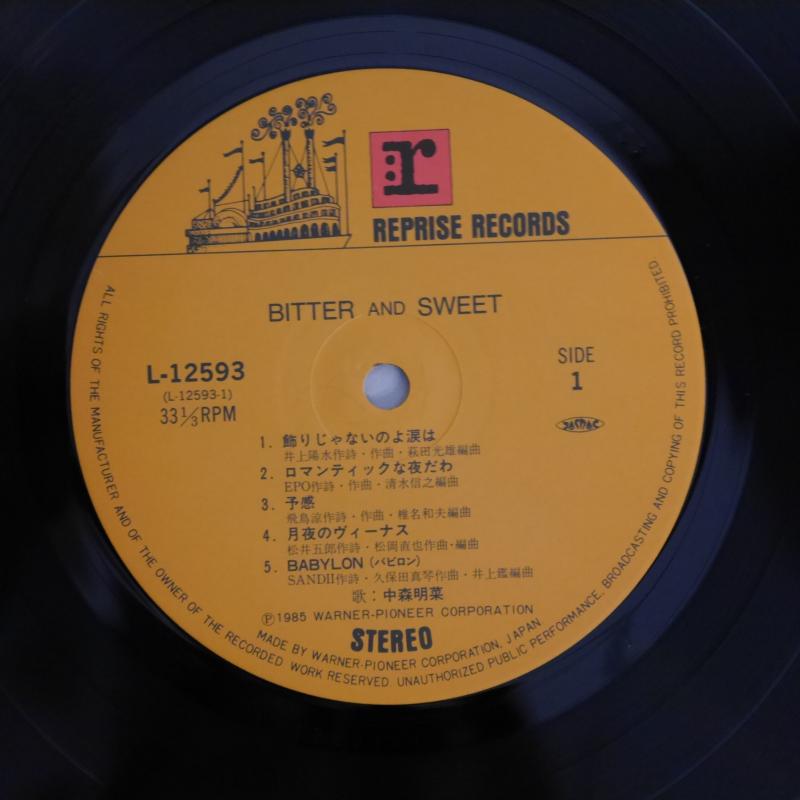 r
REPRISE RECORDS
BITTER AND SWEET
L-12593
(L-12593-1)
33 1/3 RPM
SIDE
1
JASRAC
1. 飾りじゃないのよ涙は
井上陽水作詩・作曲・萩田光雄編曲
2. ロマンティックな夜だわ
EPO作詩・作曲・清水信之編曲
3. 予感
飛鳥涼作詩・作曲・椎名和夫編曲
4. 月夜のヴィーナス
松井五郎作詩・松岡直也作曲・編曲
5. BABYLON (バビロン)
SANDII作詩・久保田真琴作曲・井上鑑編曲
歌：中森明菜
Ⓟ1985 WARNER-PIONEER CORPORATION
STEREO
MADE BY WARNER-PIONEER CORPORATION, JAPAN
ALL RIGHTS OF THE MANUFACTURER AND OF THE OWNER OF THE RECORDED WORK RESERVED. UNAUTHORIZED PUBLIC PERFORMANCE, BROADCASTING AND COPYING OF THIS RECORD PROHIBITED